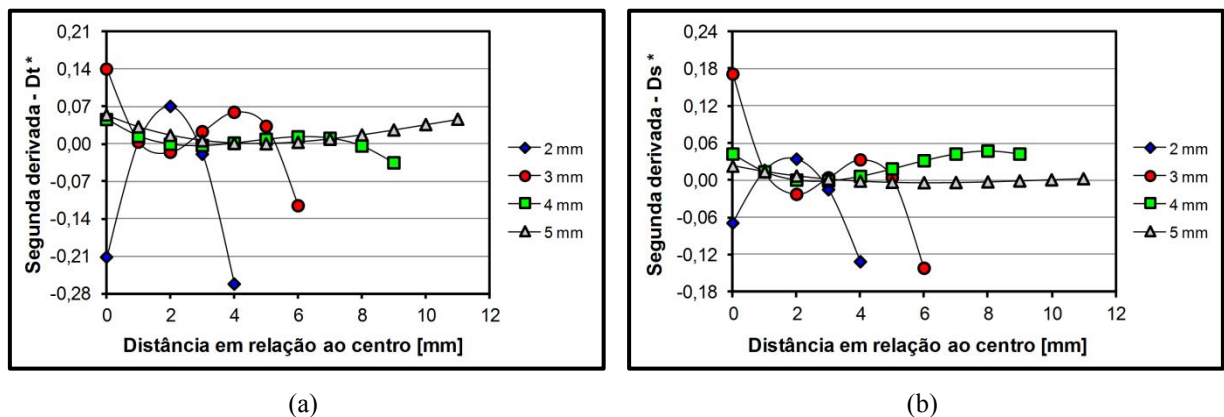 0,21
0,14
0,07
0,00
-0,07
-0,14
-0,21
-0,28
Segunda derivada - Dt *
0 2 4 6 8 10 12
Distância em relação ao centro [mm]
2 mm
3 mm
4 mm
5 mm
(a)
0,24
0,18
0,12
0,06
0,00
-0,06
-0,12
-0,18
Segunda derivada - Ds *
0 2 4 6 8 10 12
Distância em relação ao centro [mm]
2 mm
3 mm
4 mm
5 mm
(b)